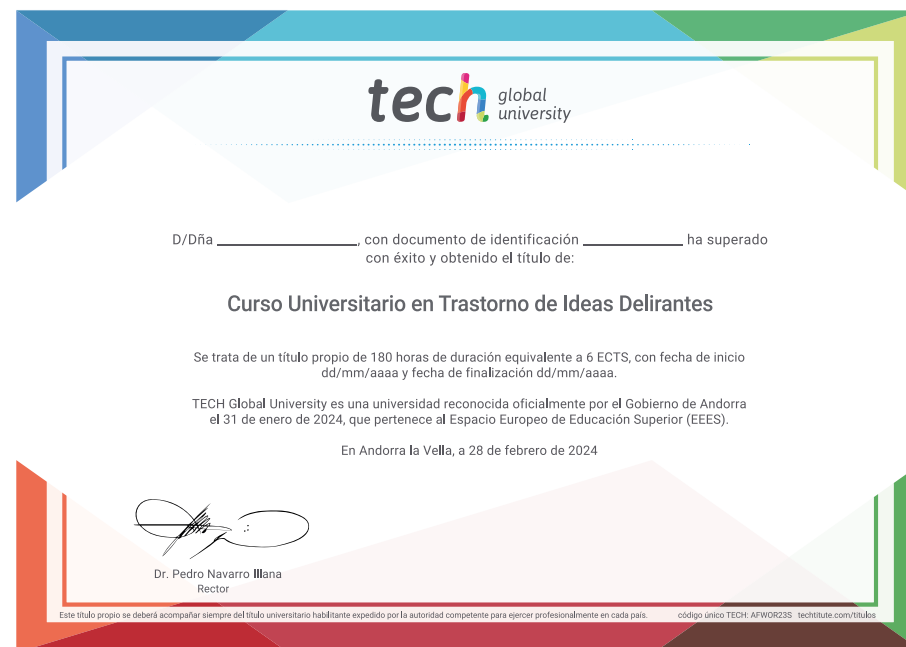 tech global university
D/Dña ______________, con documento de identificación __________ ha superado
con éxito y obtenido el título de:
Curso Universitario en Trastorno de Ideas Delirantes
Se trata de un título propio de 180 horas de duración equivalente a 6 ECTS, con fecha de inicio
dd/mm/aaaa y fecha de finalización dd/mm/aaaa.
TECH Global University es una universidad reconocida oficialmente por el Gobierno de Andorra
el 31 de enero de 2024, que pertenece al Espacio Europeo de Educación Superior (EEES).
En Andorra la Vella, a 28 de febrero de 2024
Dr. Pedro Navarro Illana
Rector
Este título propio se deberá acompañar siempre del título universitario habilitante expedido por la autoridad competente para ejercer profesionalmente en cada país. código único TECH: AFWOR23S techtitute.com/titulos